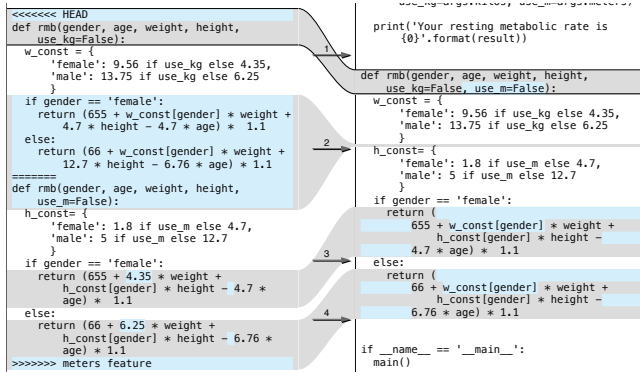 <<<<<<< HEAD
def rmb(gender, age, weight, height,
use_kg=False):
w_const = {
'female': 9.56 if use_kg else 4.35,
'male': 13.75 if use_kg else 6.25
}
if gender == 'female':
return (655 + w_const[gender] * weight +
4.7 * height - 4.7 * age) * 1.1
else:
return (66 + w_const[gender] * weight +
12.7 * height - 6.76 * age) * 1.1
=======
def rmb(gender, age, weight, height,
use_m=False):
h_const= {
'female': 1.8 if use_m else 4.7,
'male': 5 if use_m else 12.7
}
if gender == 'female':
return (655 + 4.35 * weight +
h_const[gender] * height - 4.7 *
age) * 1.1
else:
return (66 + 6.25 * weight +
h_const[gender] * height - 6.76 *
age) * 1.1
>>>>>>> meters feature
1
2
3
4
use_kg=args.kilos, use_m=args.meters)
print('Your resting metabolic rate is
{0}'.format(result))
def rmb(gender, age, weight, height,
use_kg=False, use_m=False):
w_const = {
'female': 9.56 if use_kg else 4.35,
'male': 13.75 if use_kg else 6.25
}
h_const= {
'female': 1.8 if use_m else 4.7,
'male': 5 if use_m else 12.7
}
if gender == 'female':
return (
655 + w_const[gender] * weight +
h_const[gender] * height -
4.7 * age) * 1.1
else:
return (
66 + w_const[gender] * weight +
h_const[gender] * height -
6.76 * age) * 1.1
if __name__ == '__main__':
main()